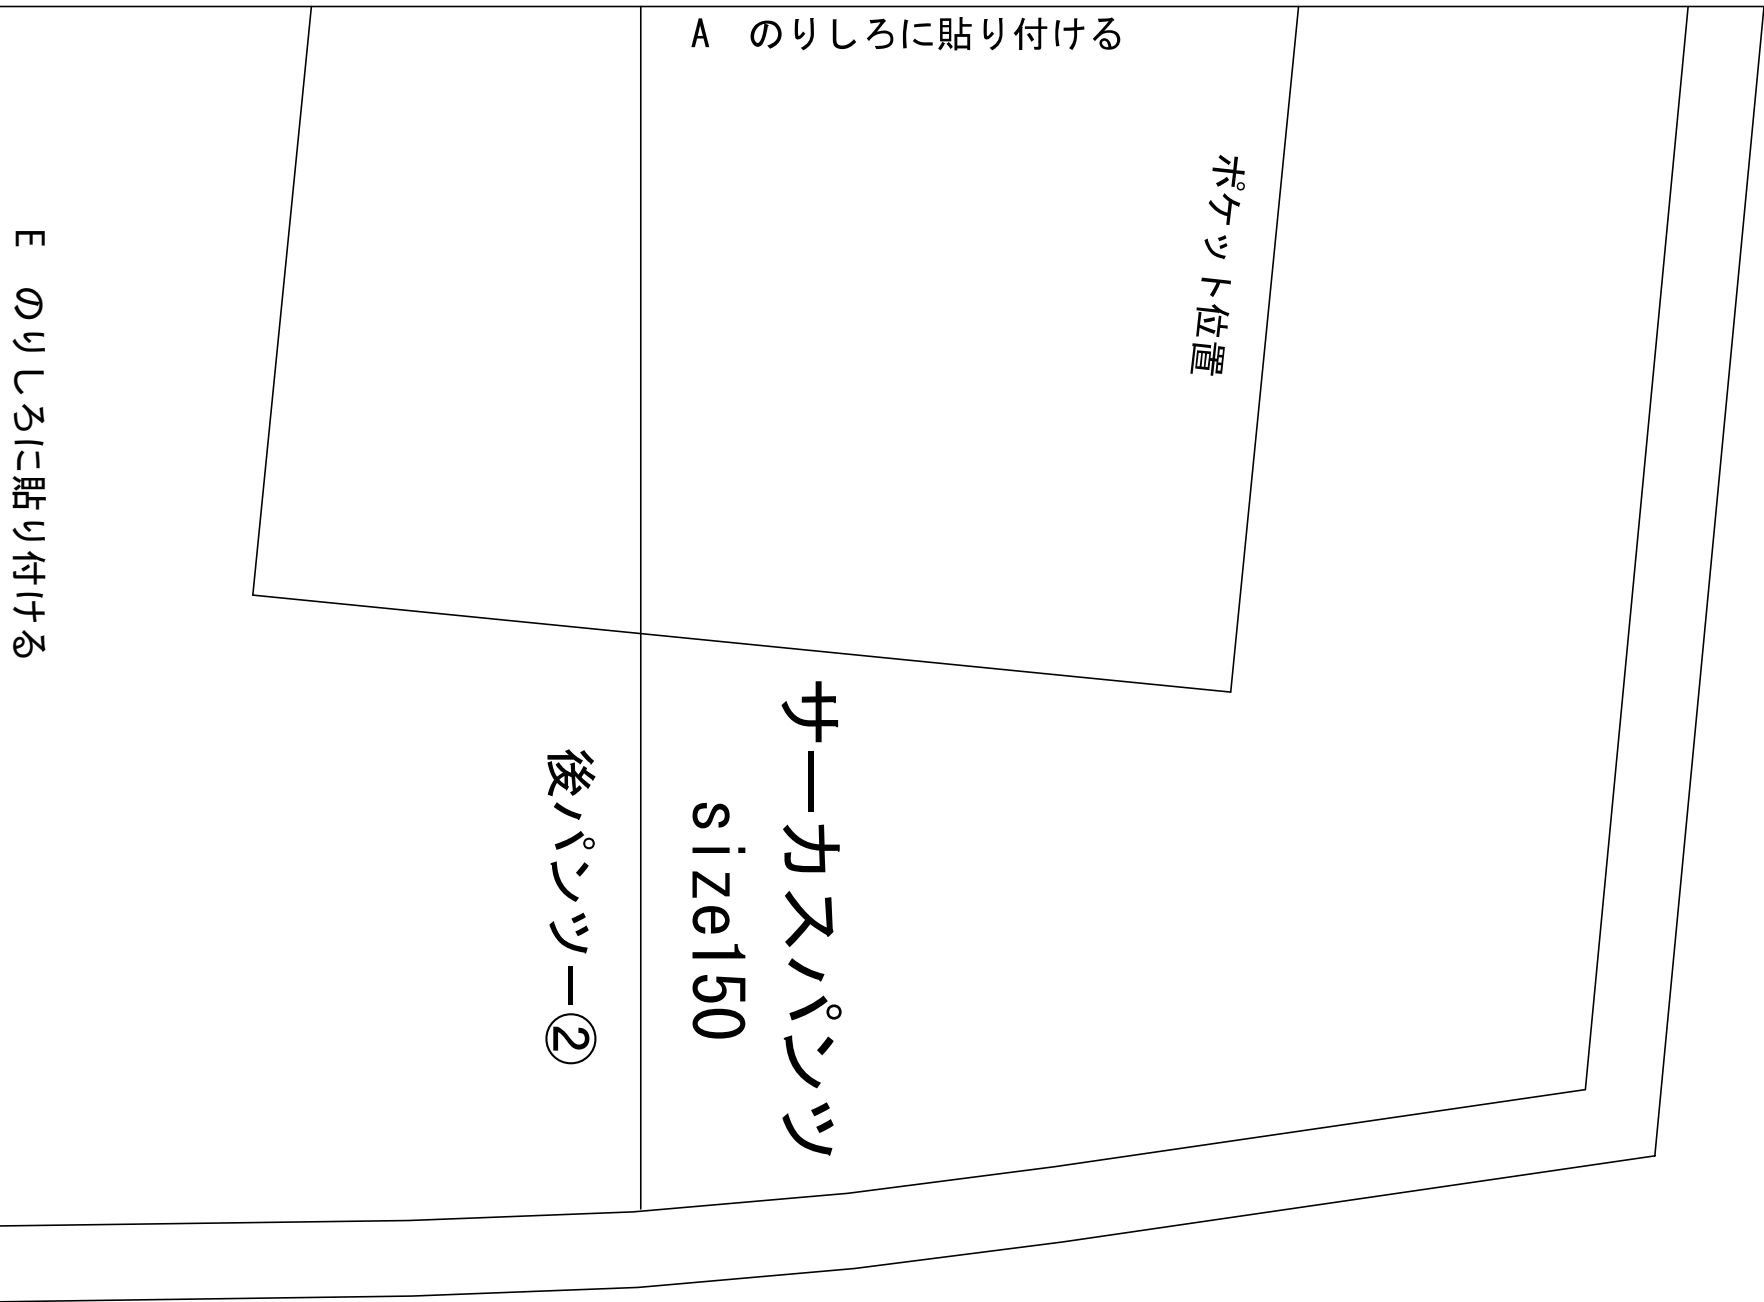 A　のりしろに貼り付ける
ポケット位置
E　のりしろに貼り付ける
サーカスパンツ
size150
後パンツー②